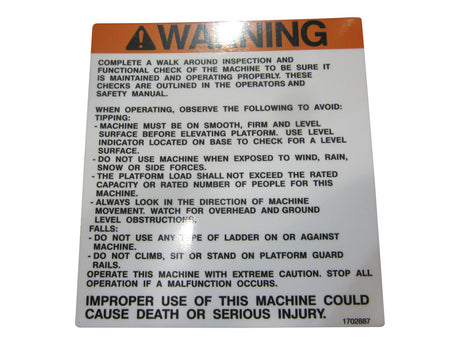 WARNING
COMPLETE A WALK AROUND INSPECTION AND
FUNCTIONAL CHECK OF THE MACHINE TO BE SURE IT
IS MAINTAINED AND OPERATING PROPERLY. THESE
CHECKS ARE OUTLINED IN THE OPERATORS AND
SAFETY MANUAL.
WHEN OPERATING, OBSERVE THE FOLLOWING TO AVOID:
TIPPING:
- MACHINE MUST BE ON SMOOTH, FIRM AND LEVEL
SURFACE BEFORE ELEVATING PLATFORM. USE LEVEL
INDICATOR LOCATED ON BASE TO CHECK FOR A LEVEL
SURFACE.
- DO NOT USE MACHINE WHEN EXPOSED TO WIND, RAIN,
SNOW OR SIDE FORCES.
- THE PLATFORM LOAD SHALL NOT EXCEED THE RATED
CAPACITY OR RATED NUMBER OF PEOPLE FOR THIS
MACHINE.
- ALWAYS LOOK IN THE DIRECTION OF MACHINE
MOVEMENT. WATCH FOR OVERHEAD AND GROUND
LEVEL OBSTRUCTIONS.
FALLS:
- DO NOT USE ANY TYPE OF LADDER ON OR AGAINST
MACHINE.
- DO NOT CLIMB, SIT OR STAND ON PLATFORM GUARD
RAILS.
OPERATE THIS MACHINE WITH EXTREME CAUTION. STOP ALL
OPERATION IF A MALFUNCTION OCCURS.
IMPROPER USE OF THIS MACHINE COULD
CAUSE DEATH OR SERIOUS INJURY.
1702887